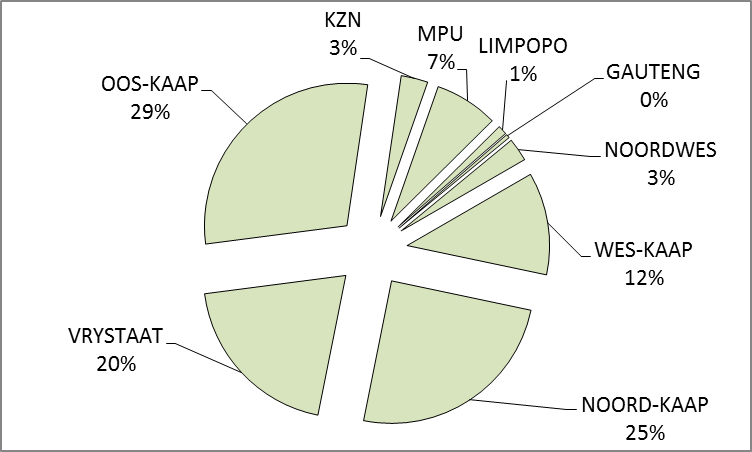 KZN
3%
MPU
7%
LIMPOPO
1%
GAUTENG
0%
NOORDWES
3%
WES-KAAP
12%
NOORD-KAAP
25%
VRYSTAAT
20%
OOS-KAAP
29%